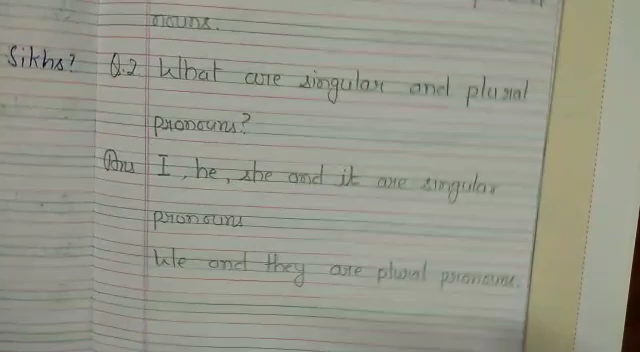 nouns.
Sikhs? Q.2 What are singular and plural
pronouns?
Ans I, he, she and it are singular
pronouns
We and they are plural pronouns.